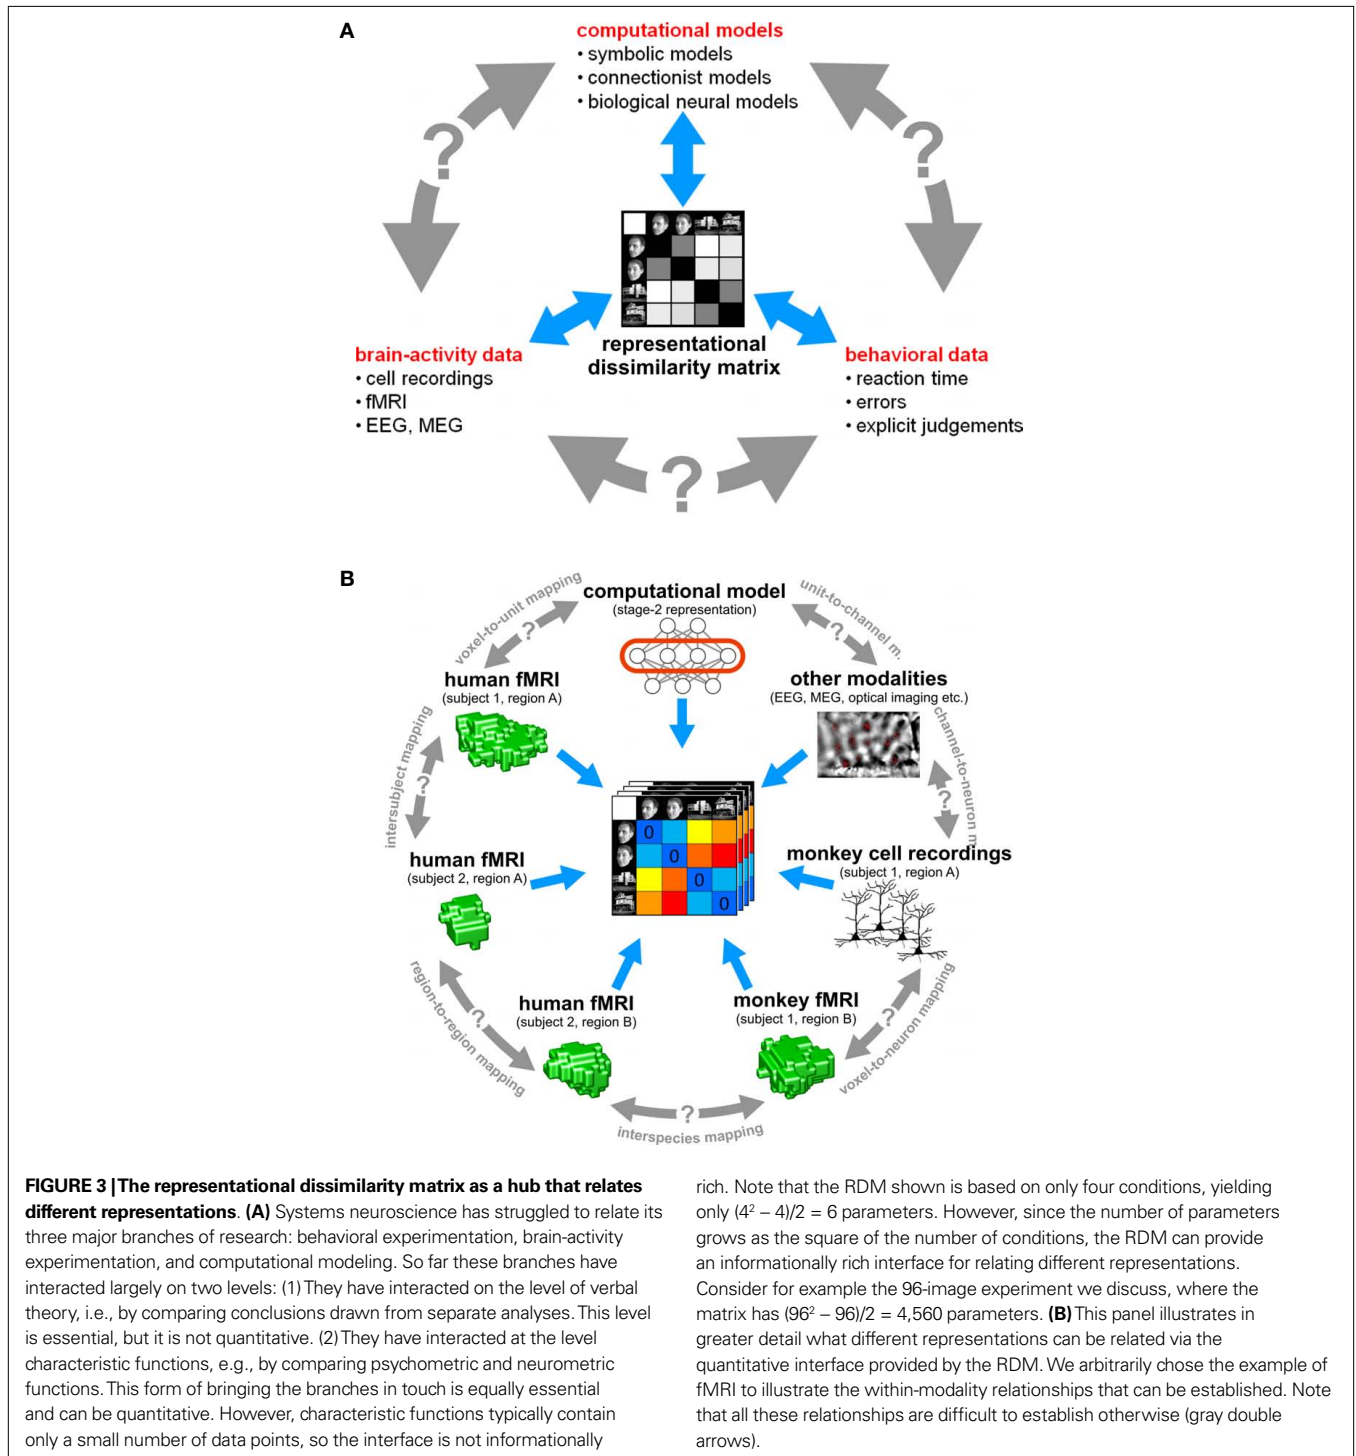 A
computational models
• symbolic models
• connectionist models
• biological neural models
?
?
representational
dissimilarity matrix
brain-activity data
• cell recordings
• fMRI
• EEG, MEG
behavioral data
• reaction time
• errors
• explicit judgements
?
B
computational model
(stage-2 representation)
voxel-to-unit mapping
?
unit-to-channel m.
?
human fMRI
(subject 1, region A)
other modalities
(EEG, MEG, optical imaging etc.)
intersubject mapping
?
channel-to-neuron m
?
0
0
0
0
human fMRI
(subject 2, region A)
monkey cell recordings
(subject 1, region A)
region-to-region mapping
?
human fMRI
(subject 2, region B)
monkey fMRI
(subject 1, region B)
voxel-to-neuron mapping
?
?
interspecies mapping
FIGURE 3 | The representational dissimilarity matrix as a hub that relates
different representations. (A) Systems neuroscience has struggled to relate its
three major branches of research: behavioral experimentation, brain-activity
experimentation, and computational modeling. So far these branches have
interacted largely on two levels: (1) They have interacted on the level of verbal
theory, i.e., by comparing conclusions drawn from separate analyses. This level
is essential, but it is not quantitative. (2) They have interacted at the level
characteristic functions, e.g., by comparing psychometric and neurometric
functions. This form of bringing the branches in touch is equally essential
and can be quantitative. However, characteristic functions typically contain
only a small number of data points, so the interface is not informationally
rich. Note that the RDM shown is based on only four conditions, yielding
only (4² – 4)/2 = 6 parameters. However, since the number of parameters
grows as the square of the number of conditions, the RDM can provide
an informationally rich interface for relating different representations.
Consider for example the 96-image experiment we discuss, where the
matrix has (96² – 96)/2 = 4,560 parameters. (B) This panel illustrates in
greater detail what different representations can be related via the
quantitative interface provided by the RDM. We arbitrarily chose the example of
fMRI to illustrate the within-modality relationships that can be established. Note
that all these relationships are difficult to establish otherwise (gray double
arrows).